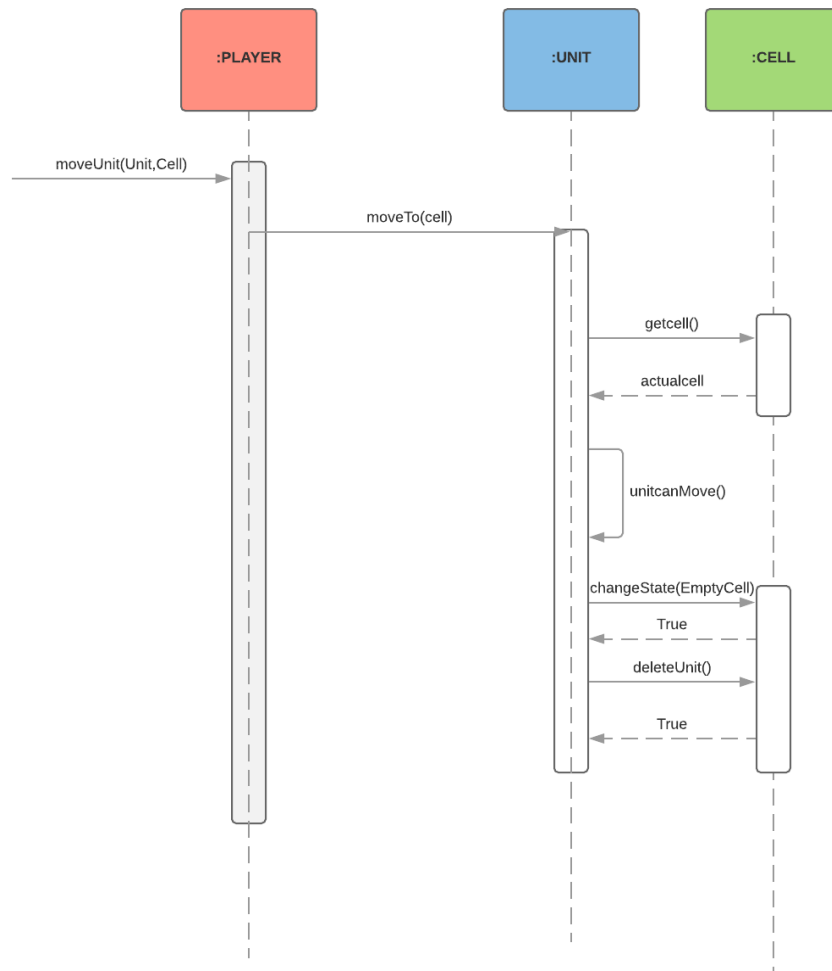 :PLAYER
:UNIT
:CELL
moveUnit(Unit,Cell)
moveTo(cell)
getcell()
actualcell
unitcanMove()
changeState(EmptyCell)
True
deleteUnit()
True